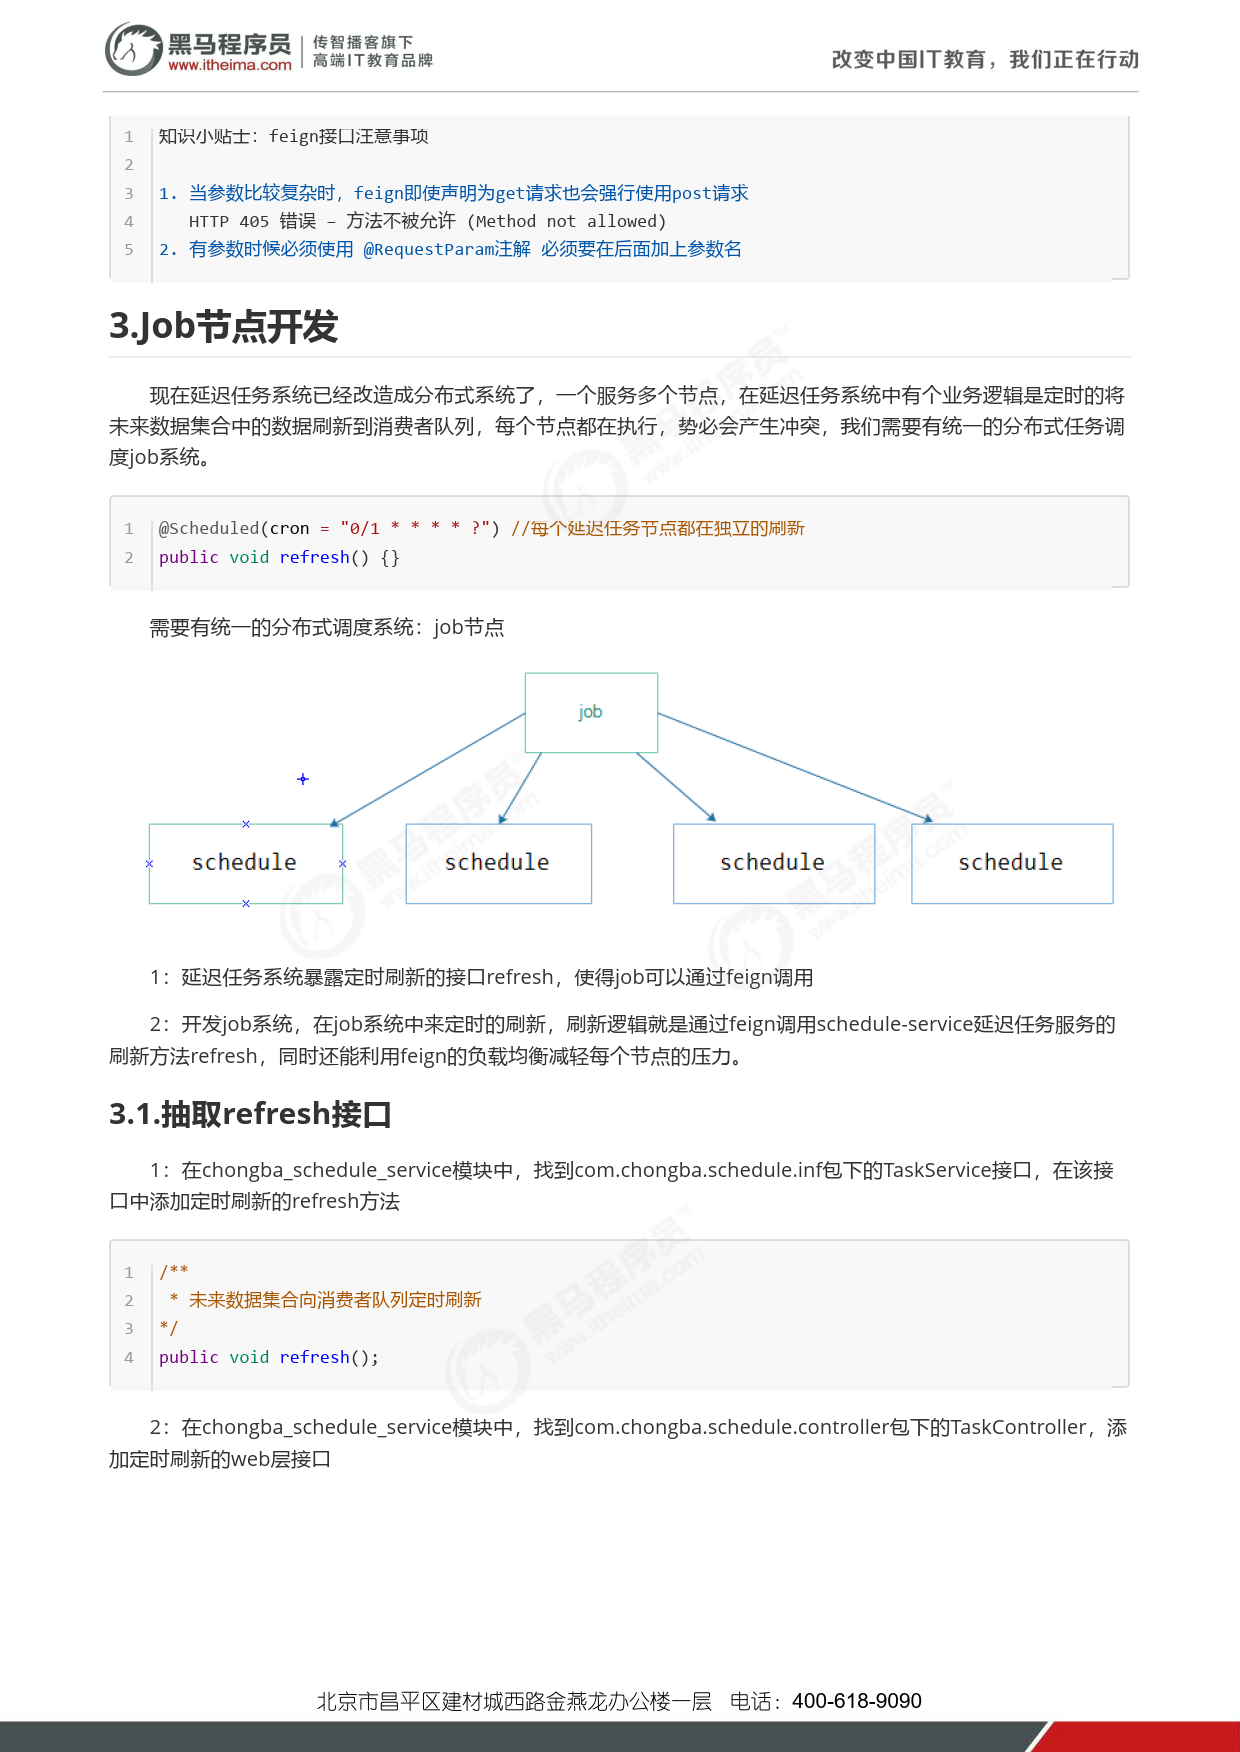 黑马程序员
www.itheima.com
传智播客旗下
高端IT教育品牌
改变中国IT教育，我们正在行动
1 知识小贴士：feign接口注意事项
2
3 1. 当参数比较复杂时，feign即使声明为get请求也会强行使用post请求
4 HTTP 405 错误 – 方法不被允许 (Method not allowed)
5 2. 有参数时候必须使用 @RequestParam注解 必须要在后面加上参数名
3.Job节点开发
现在延迟任务系统已经改造成分布式系统了，一个服务多个节点，在延迟任务系统中有个业务逻辑是定时的将
未来数据集合中的数据刷新到消费者队列，每个节点都在执行，势必会产生冲突，我们需要有统一的分布式任务调
度job系统。
1 @Scheduled(cron = "0/1 * * * * ?") //每个延迟任务节点都在独立的刷新
2 public void refresh() {}
需要有统一的分布式调度系统：job节点
job
schedule schedule schedule schedule
1：延迟任务系统暴露定时刷新的接口refresh，使得job可以通过feign调用
2：开发job系统，在job系统中来定时的刷新，刷新逻辑就是通过feign调用schedule-service延迟任务服务的
刷新方法refresh，同时还能利用feign的负载均衡减轻每个节点的压力。
3.1.抽取refresh接口
1：在chongba_schedule_service模块中，找到com.chongba.schedule.inf包下的TaskService接口，在该接
口中添加定时刷新的refresh方法
1 /**
2 * 未来数据集合向消费者队列定时刷新
3 */
4 public void refresh();
2：在chongba_schedule_service模块中，找到com.chongba.schedule.controller包下的TaskController，添
加定时刷新的web层接口
北京市昌平区建材城西路金燕龙办公楼一层 电话：400-618-9090